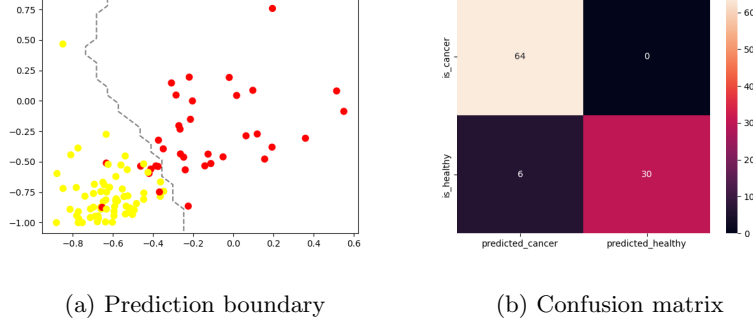 0.75
0.50
0.25
0.00
−0.25
−0.50
−0.75
−1.00
−0.8 −0.6 −0.4 −0.2 0.0 0.2 0.4 0.6
is_cancer
is_healthy
64 0
6 30
predicted_cancer predicted_healthy
60
50
40
30
20
10
0
(a) Prediction boundary
(b) Confusion matrix